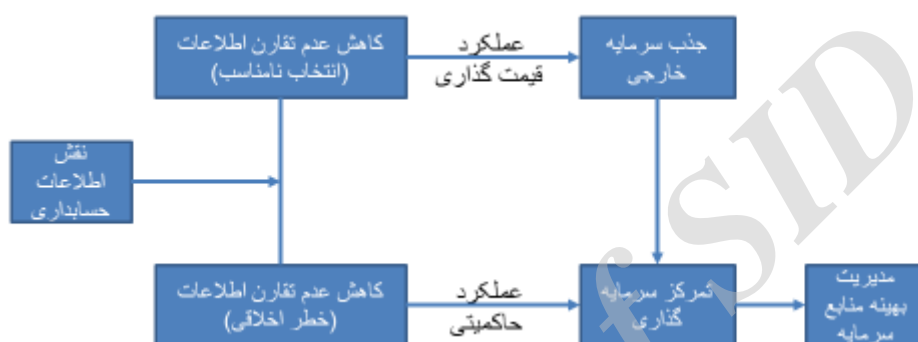 کاهش عدم تقارن اطلاعات
(انتخاب نامناسب)
عملکرد
قیمت گذاری
جذب سرمایه
خارجی
نقش
اطلاعات
حسابداری
کاهش عدم تقارن اطلاعات
(خطر اخلاقی)
عملکرد
حاکمیتی
تمرکز سرمایه
گذاری
مدیریت
بهینه منابع
سرمایه
f SID